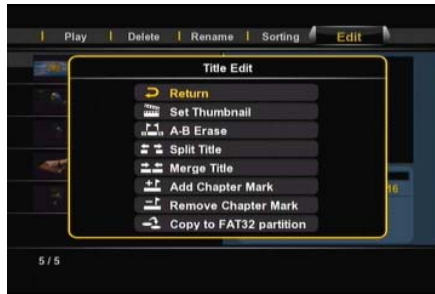 Play Delete Rename Sorting Edit
Title Edit
Return
Set Thumbnail
A-B Erase
Split Title
Merge Title
Add Chapter Mark
Remove Chapter Mark
Copy to FAT32 partition
16
5 / 5